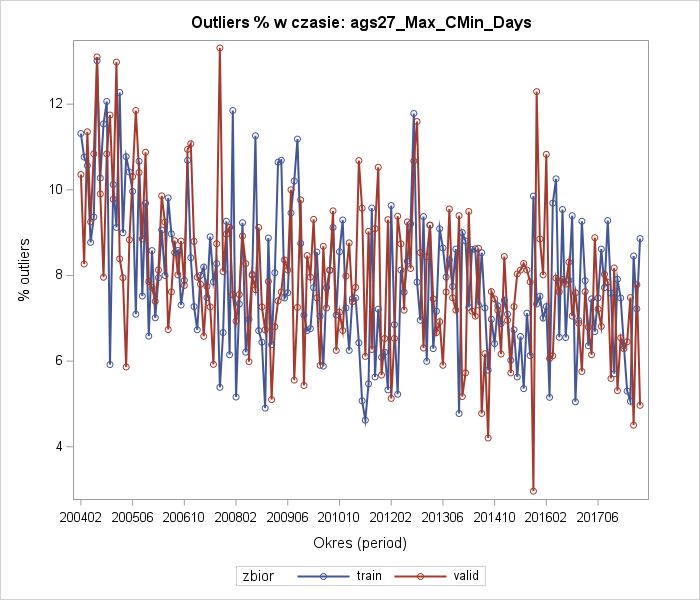 Outliers % w czasie: ags27_Max_CMin_Days
% outliers
12
10
8
6
4
200402 200506 200610 200802 200906 201010 201202 201306 201410 201602 201706
Okres (period)
zbior train valid